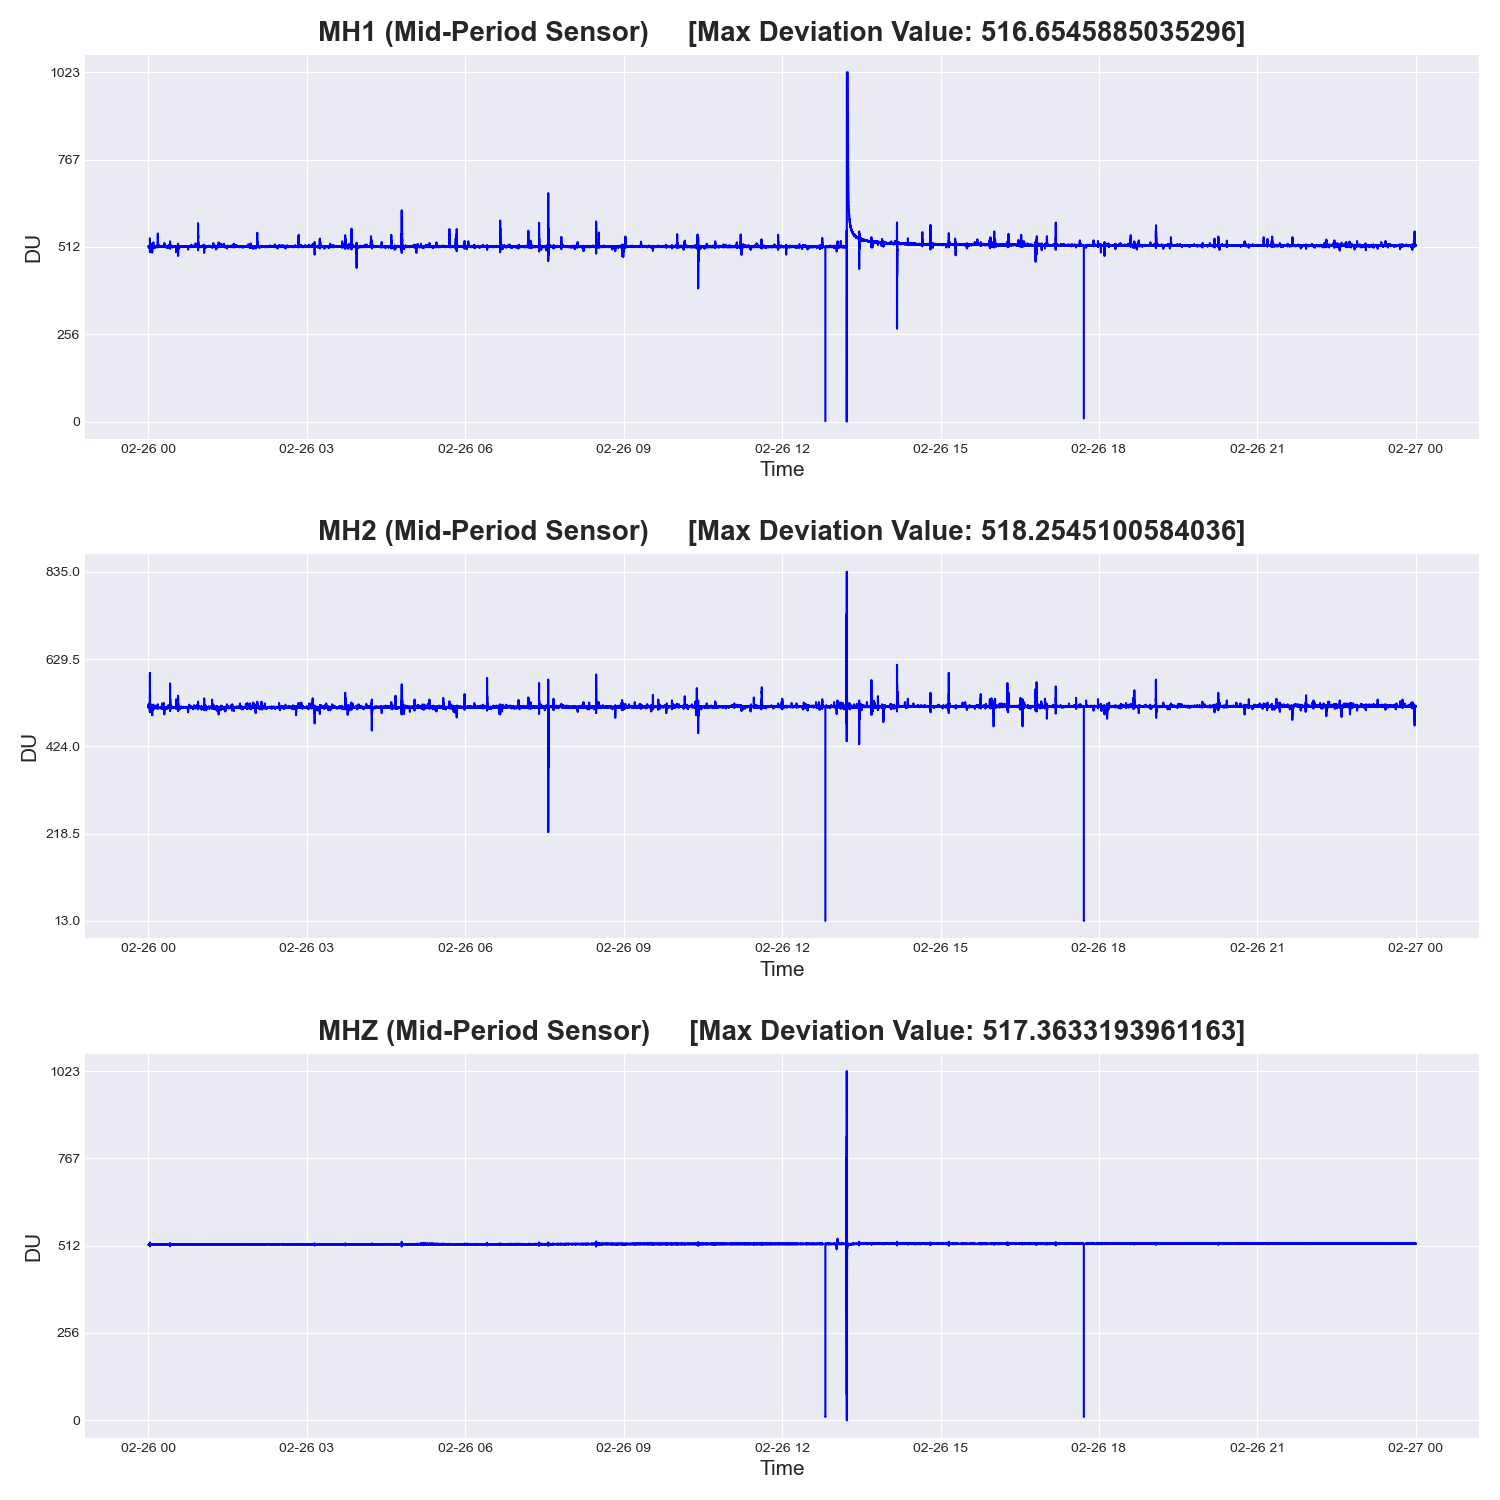 MH1 (Mid-Period Sensor) [Max Deviation Value: 516.6545885035296]
1023
767
512
256
0
DU
02-26 00 02-26 03 02-26 06 02-26 09 02-26 12 02-26 15 02-26 18 02-26 21 02-27 00
Time
MH2 (Mid-Period Sensor) [Max Deviation Value: 518.2545100584036]
835.0
629.5
424.0
218.5
13.0
DU
02-26 00 02-26 03 02-26 06 02-26 09 02-26 12 02-26 15 02-26 18 02-26 21 02-27 00
Time
MHZ (Mid-Period Sensor) [Max Deviation Value: 517.3633193961163]
1023
767
512
256
0
DU
02-26 00 02-26 03 02-26 06 02-26 09 02-26 12 02-26 15 02-26 18 02-26 21 02-27 00
Time